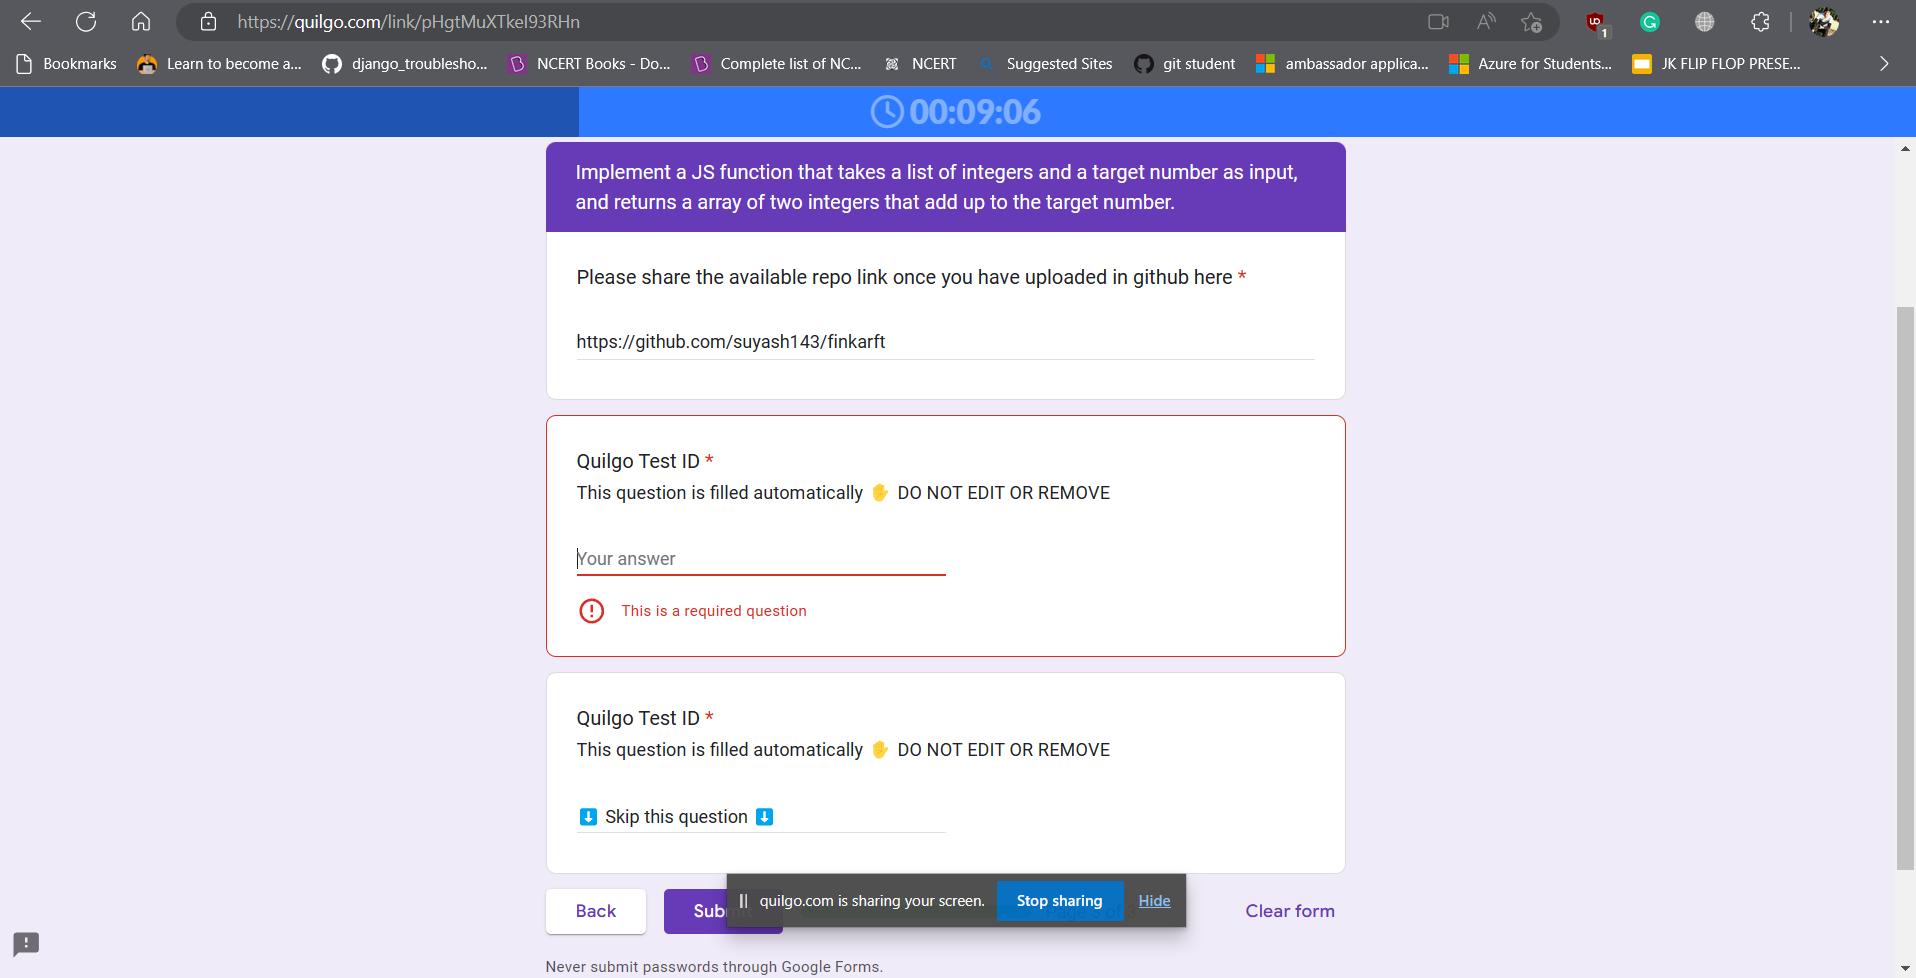 https://quilgo.com/link/pHgtMuXTkeI93RHn
1
Bookmarks
Learn to become a...
django_troublesho...
NCERT Books - Do...
Complete list of NC...
NCERT
Suggested Sites
git student
ambassador applica...
Azure for Students...
JK FLIP FLOP PRESE...
00:09:06
Implement a JS function that takes a list of integers and a target number as input,
and returns a array of two integers that add up to the target number.
Please share the available repo link once you have uploaded in github here *
https://github.com/suyash143/finkarft
Quilgo Test ID *
This question is filled automatically ✋ DO NOT EDIT OR REMOVE
Your answer
This is a required question
Quilgo Test ID *
This question is filled automatically ✋ DO NOT EDIT OR REMOVE
⬇️ Skip this question ⬇️
Back
Submit
quilgo.com is sharing your screen.
Stop sharing
Hide
Clear form
Never submit passwords through Google Forms.